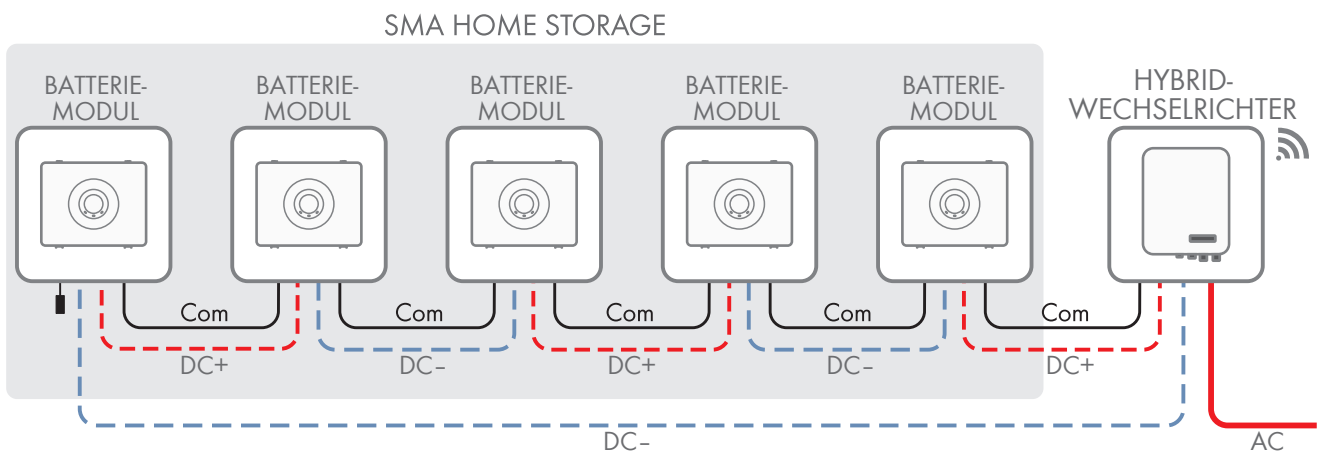 SMA HOME STORAGE
BATTERIE-
MODUL
BATTERIE-
MODUL
BATTERIE-
MODUL
BATTERIE-
MODUL
BATTERIE-
MODUL
HYBRID-
WECHSELRICHTER
Com
Com
Com
Com
Com
DC+
DC-
DC+
DC-
DC+
DC-
AC